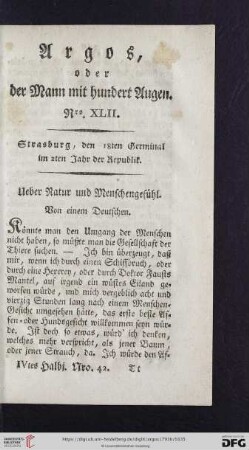 Argos,
oder
der Mann mit hundert Augen.
Nro. XLII.
Strasburg, den 18ten Germinal
im 2ten Jahr der Republik.
Ueber Natur und Menschengefühl.
Von einem Deutschen.
Könnte man den Umgang der Menschen
nicht haben, so müßte man die Gesellschaft der
Thiere suchen. — Ich bin überzeugt, daß
mir, wenn ich durch einen Schiffbruch, oder
durch eine Hexerey, oder durch Doktor Fausts
Mantel, auf irgend ein wüstes Eiland ge-
worfen würde, und mich vergeblich acht und
vierzig Stunden lang nach einem Menschen-
Gesicht umgesehen hätte, das erste beste Af-
fen- oder Hundsgesicht willkommen seyn wür-
de. Ist doch so etwas, würd' ich denken,
welches mehr verspricht, als jener Baum,
oder jener Strauch, da. Ich würde den Af-
IVtes Halbj. Nro. 42. Tt
DFG